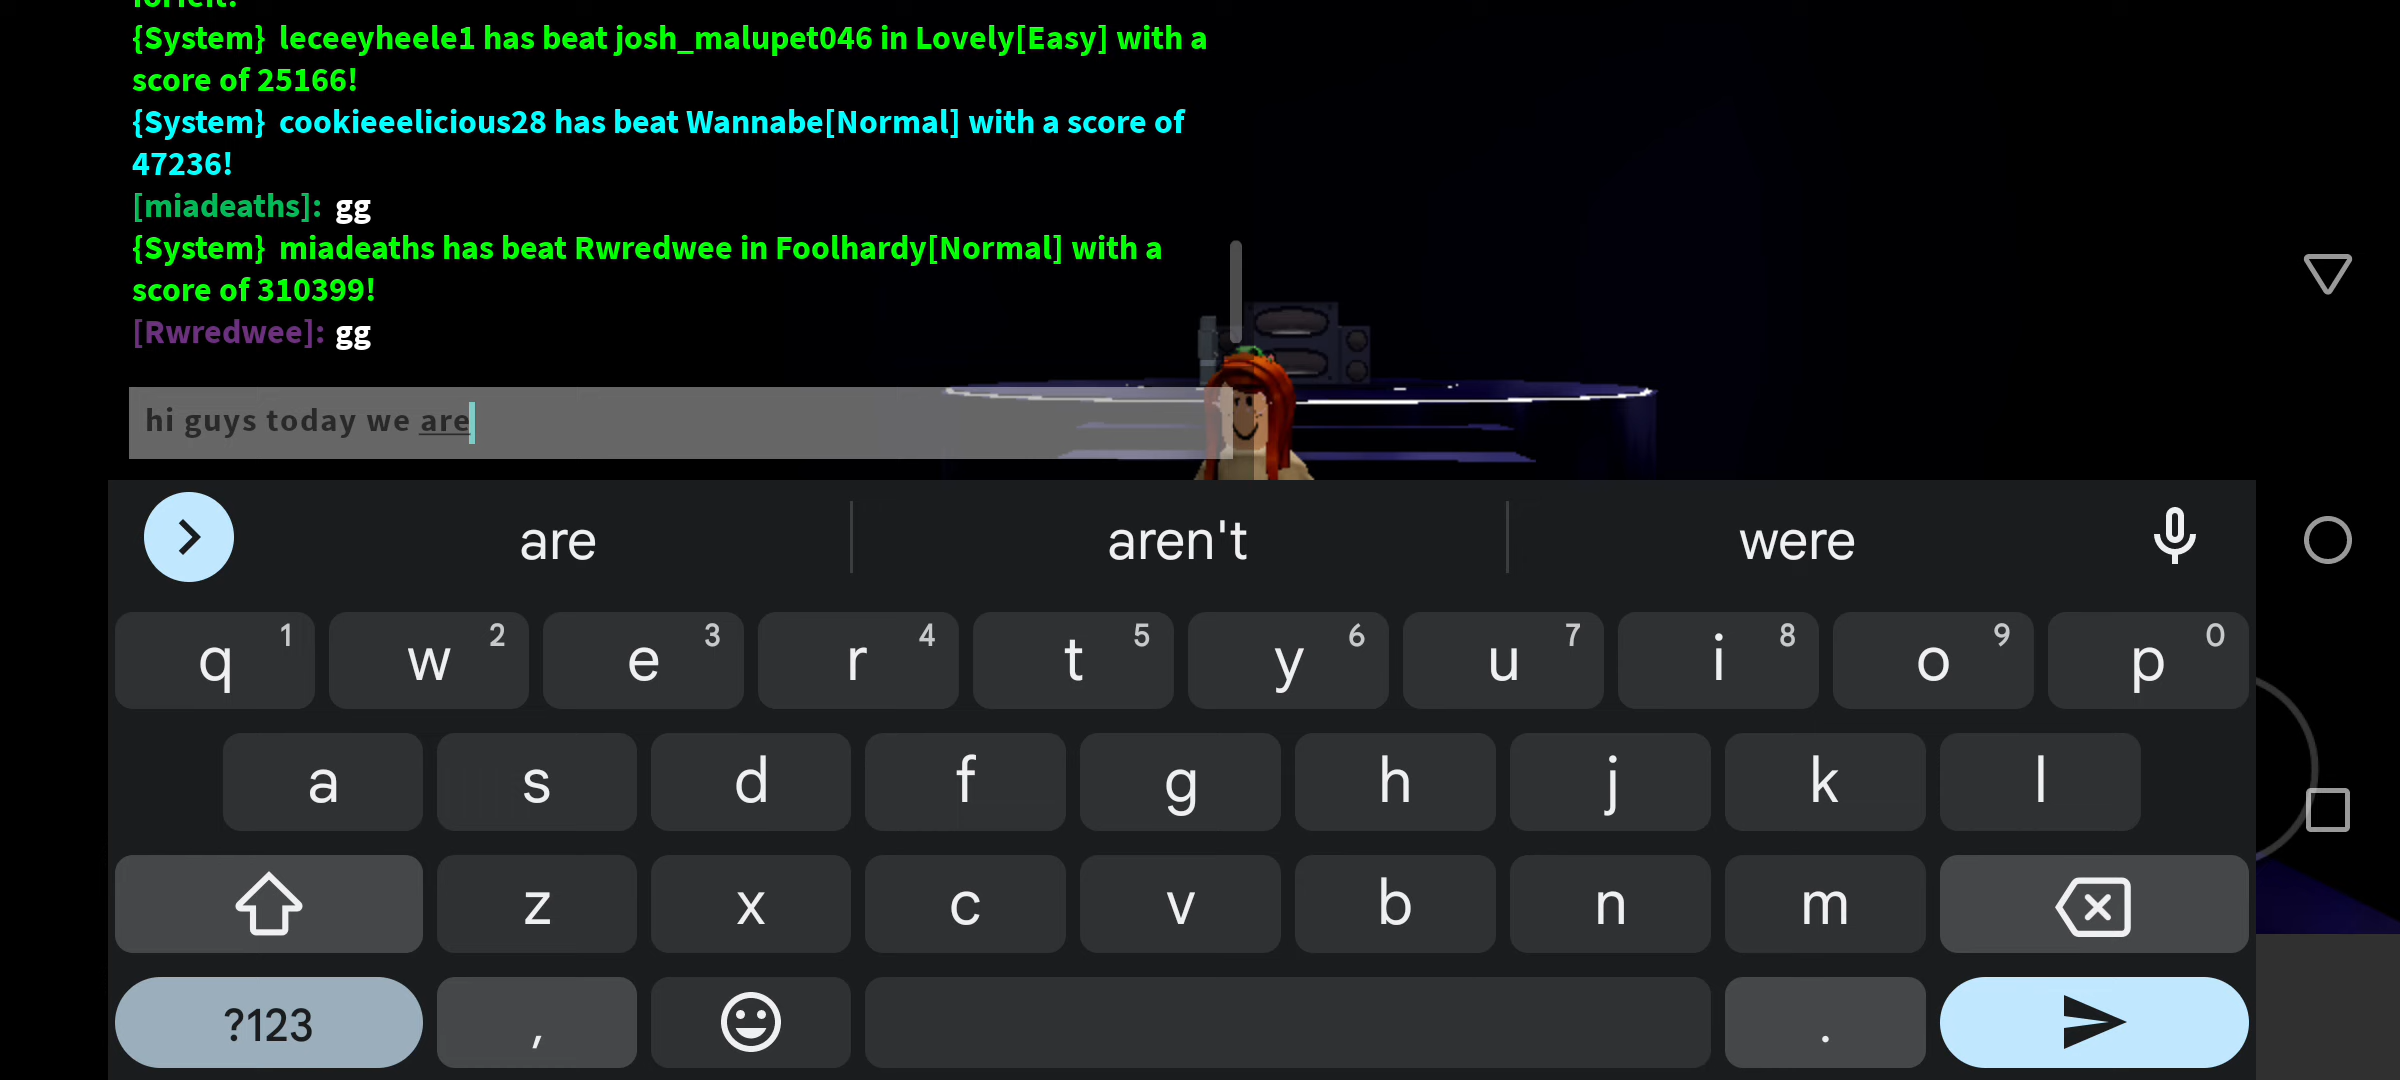 {System} leceeyheele1 has beat josh_malupet046 in Lovely[Easy] with a
score of 25166!
{System} cookieeelicious28 has beat Wannabe[Normal] with a score of
47236!
[miadeaths]: gg
{System} miadeaths has beat Rwredwee in Foolhardy[Normal] with a
score of 310399!
[Rwredwee]: gg
hi guys today we are
are aren't were
q 1 w 2 e 3 r 4 t 5 y 6 u 7 i 8 o 9 p 0
a s d f g h j k l
z x c v b n m
?123 , .